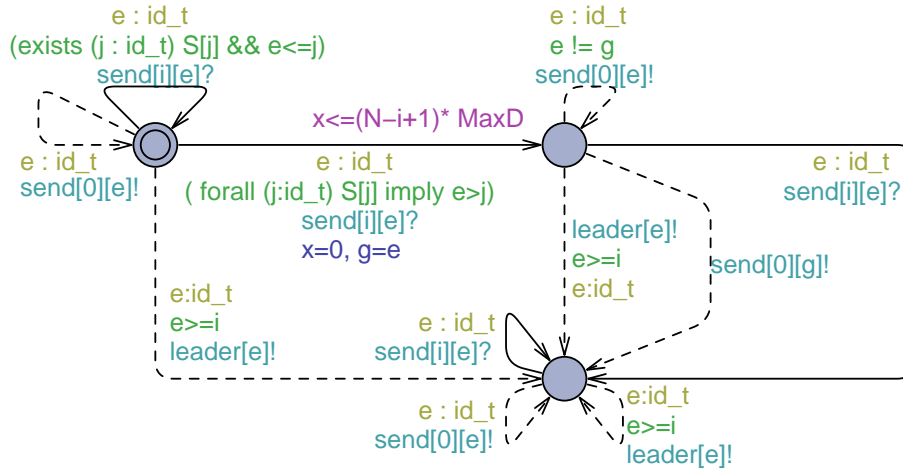 e : id_t
(exists (j : id_t) S[j] && e<=j)
send[i][e]?
e : id_t
send[0][e]!
x<=(N−i+1)* MaxD
e : id_t
( forall (j:id_t) S[j] imply e>j)
send[i][e]?
x=0, g=e
e : id_t
e != g
send[0][e]!
e : id_t
send[i][e]?
leader[e]!
e>=i
e:id_t
send[0][g]!
e:id_t
e>=i
leader[e]!
e : id_t
send[i][e]?
e : id_t
send[0][e]!
e:id_t
e>=i
leader[e]!